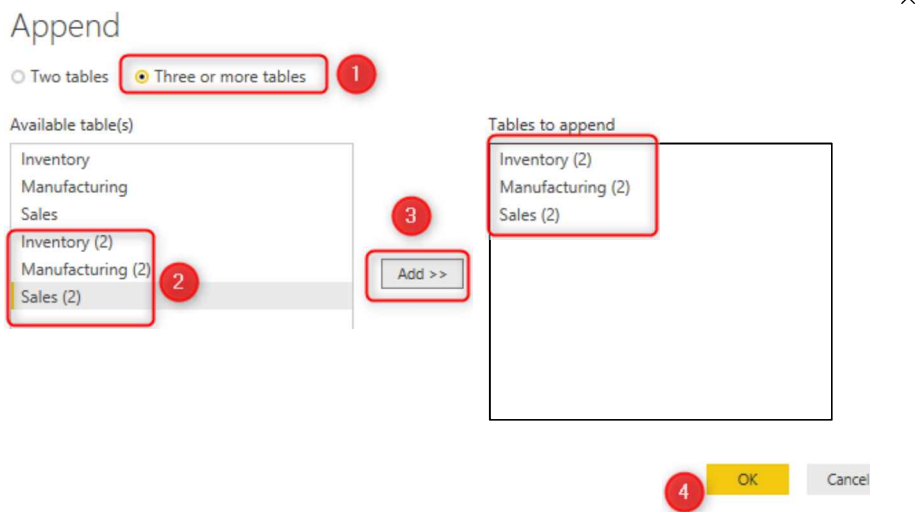 Append
Two tables
Three or more tables
1
Available table(s)
Inventory
Manufacturing
Sales
Inventory (2)
Manufacturing (2)
Sales (2)
2
3
Add >>
Tables to append
Inventory (2)
Manufacturing (2)
Sales (2)
4
OK
Cancel